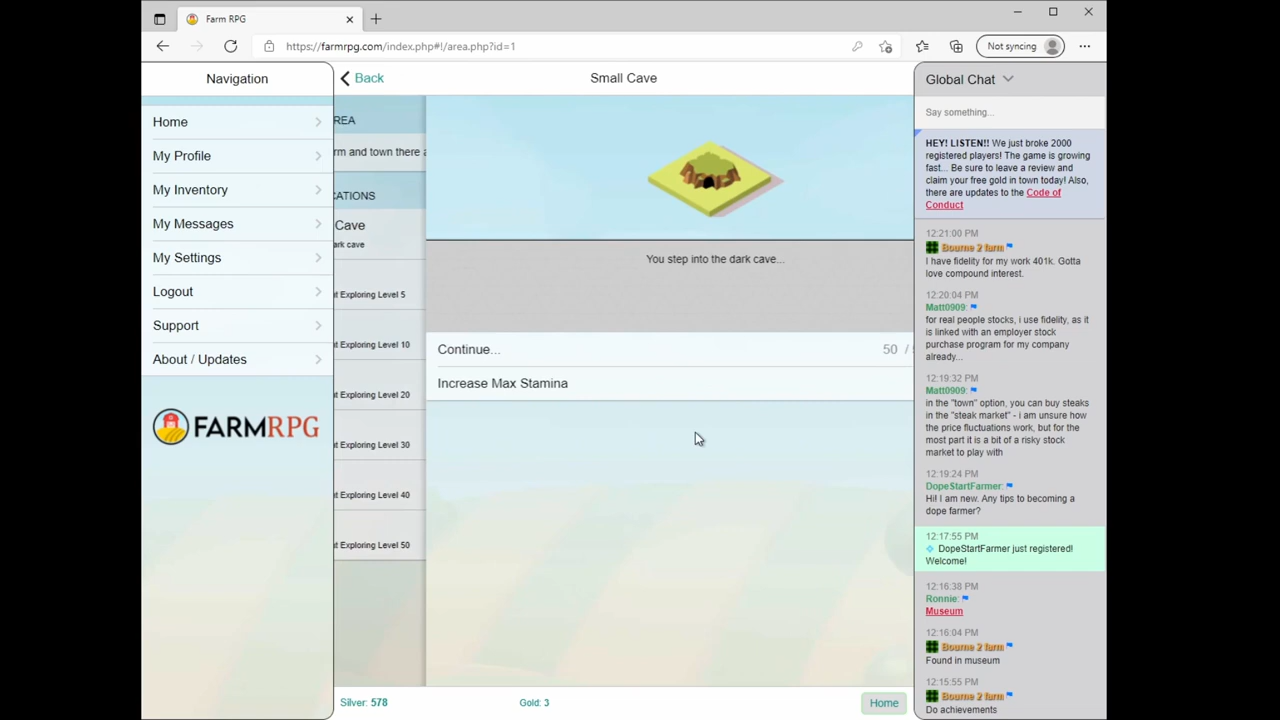 Farm RPG
https://farmrpg.com/index.php#!/area.php?id=1
Not syncing
Navigation
Home
My Profile
My Inventory
My Messages
My Settings
Logout
Support
About / Updates
FARMRPG
Back
Small Cave
REA
rm and town there a
CATIONS
Cave
ark cave
t Exploring Level 5
t Exploring Level 10
t Exploring Level 20
t Exploring Level 30
t Exploring Level 40
t Exploring Level 50
You step into the dark cave...
Continue...
50 /
Increase Max Stamina
Silver: 578
Gold: 3
Home
Global Chat
Say something...
HEY! LISTEN!! We just broke 2000
registered players! The game is growing
fast... Be sure to leave a review and
claim your free gold in town today! Also,
there are updates to the Code of
Conduct
12:21:00 PM
Bourne 2 farm
I have fidelity for my work 401k. Gotta
love compound interest.
12:20:04 PM
Matt0909:
for real people stocks, i use fidelity, as it
is linked with an employer stock
purchase program for my company
already...
12:19:32 PM
Matt0909:
in the "town" option, you can buy steaks
in the "steak market" - i am unsure how
the price fluctuations work, but for the
most part it is a bit of a risky stock
market to play with
12:19:24 PM
DopeStartFarmer:
Hi! I am new. Any tips to becoming a
dope farmer?
12:17:55 PM
DopeStartFarmer just registered!
Welcome!
12:16:38 PM
Ronnie:
Museum
12:16:04 PM
Bourne 2 farm
Found in museum
12:15:55 PM
Bourne 2 farm
Do achievements